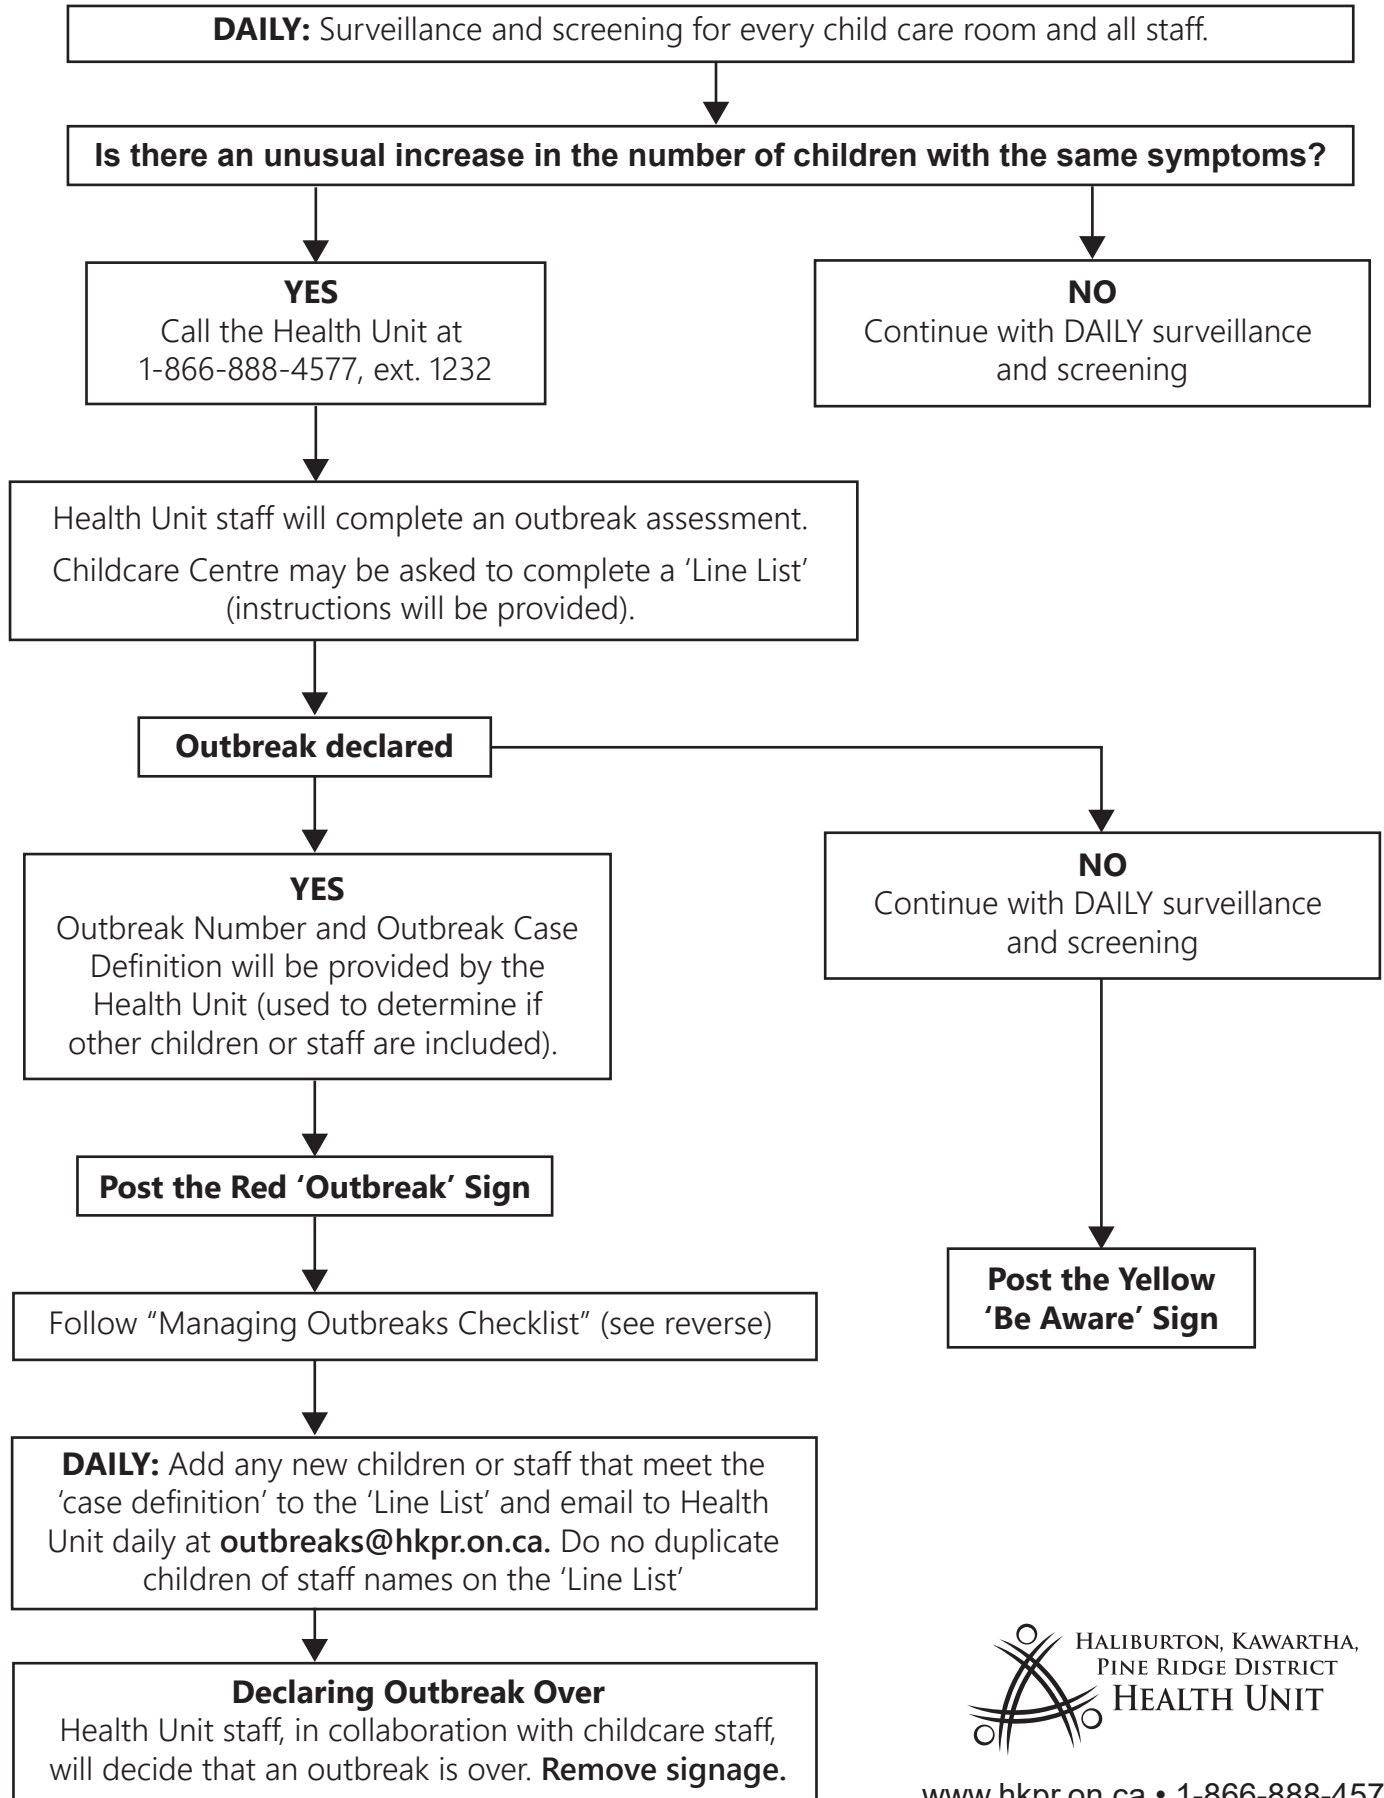 DAILY: Surveillance and screening for every child care room and all staff.
Is there an unusual increase in the number of children with the same symptoms?
YES
Call the Health Unit at
1-866-888-4577, ext. 1232
NO
Continue with DAILY surveillance
and screening
Health Unit staff will complete an outbreak assessment.
Childcare Centre may be asked to complete a ‘Line List’
(instructions will be provided).
Outbreak declared
YES
Outbreak Number and Outbreak Case
Definition will be provided by the
Health Unit (used to determine if
other children or staff are included).
NO
Continue with DAILY surveillance
and screening
Post the Red ‘Outbreak’ Sign
Post the Yellow
‘Be Aware’ Sign
Follow “Managing Outbreaks Checklist” (see reverse)
DAILY: Add any new children or staff that meet the
‘case definition’ to the ‘Line List’ and email to Health
Unit daily at outbreaks@hkpr.on.ca. Do no duplicate
children of staff names on the ‘Line List’
Declaring Outbreak Over
Health Unit staff, in collaboration with childcare staff,
will decide that an outbreak is over. Remove signage.
HALIBURTON, KAWARTHA,
PINE RIDGE DISTRICT
HEALTH UNIT
www.hkpr.on.ca • 1-866-888-457